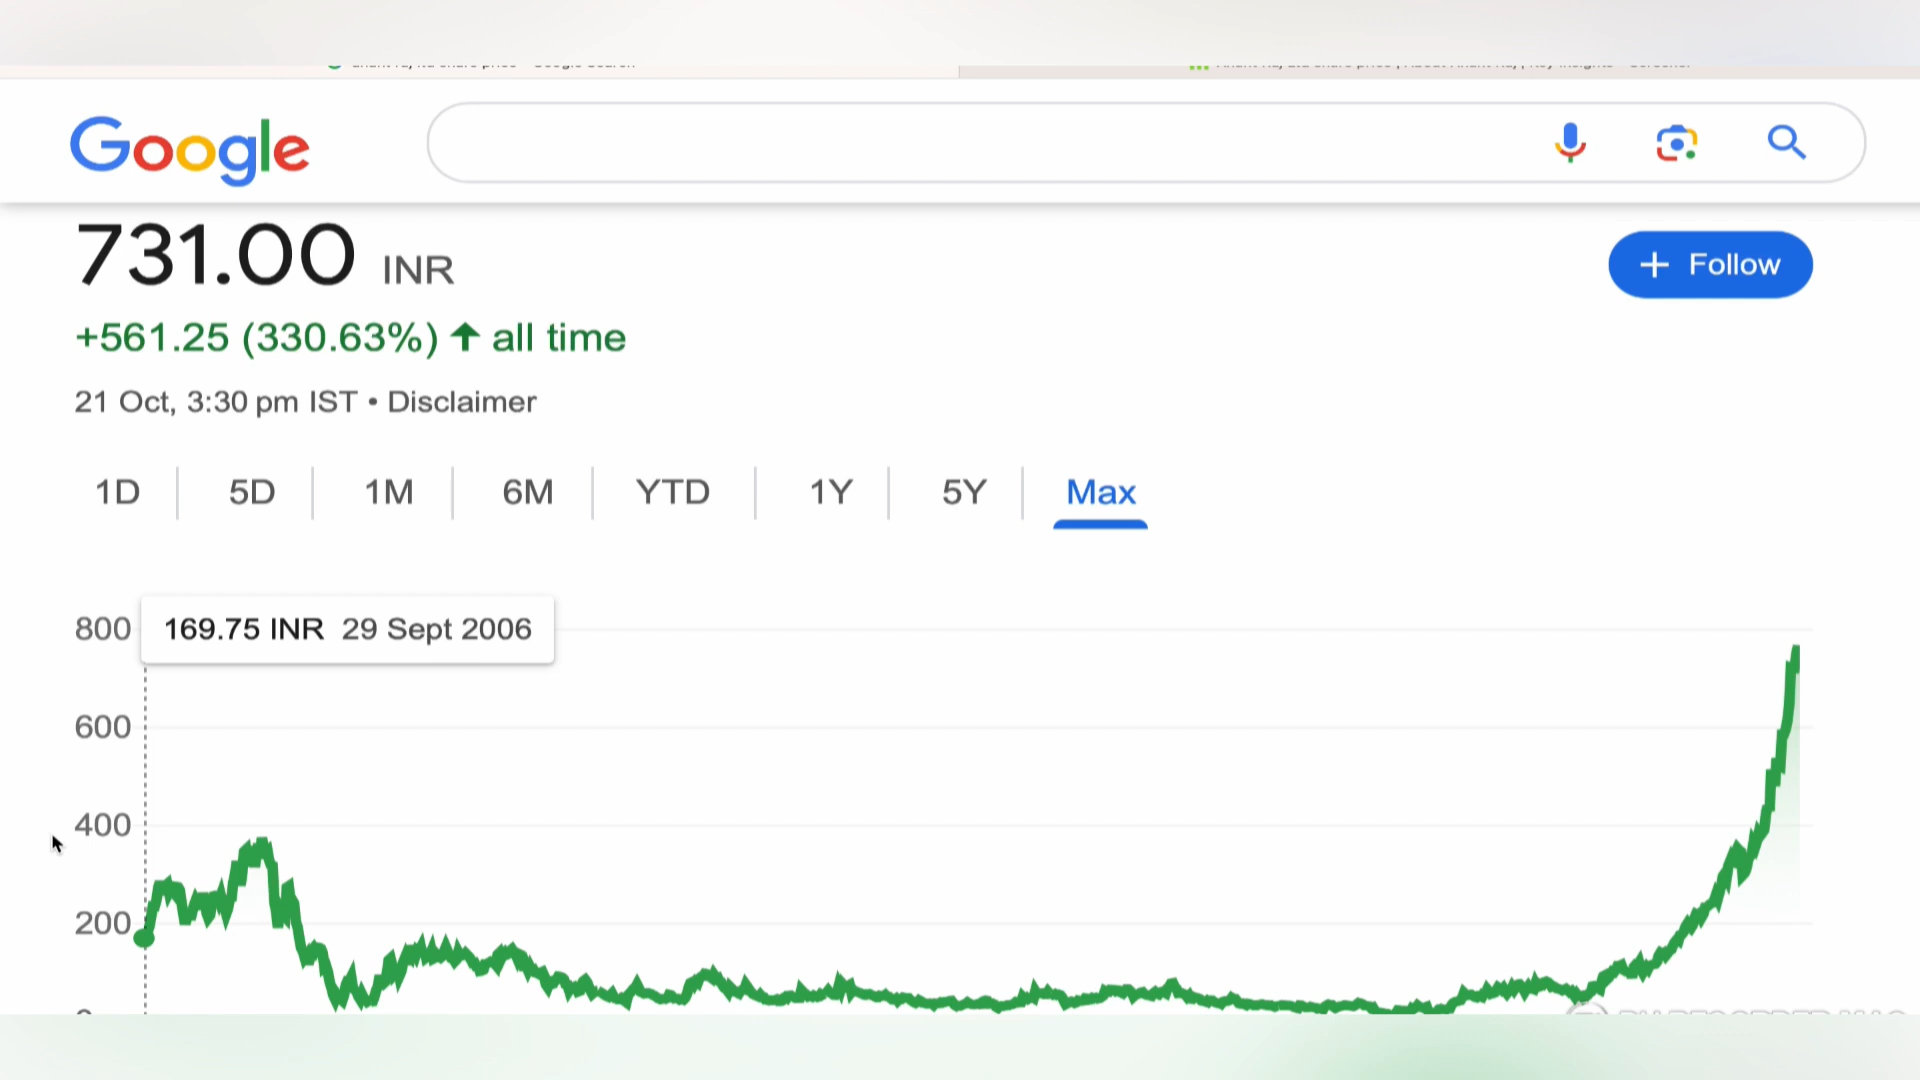 Google
731.00 INR
+ Follow
+561.25 (330.63%) ↑ all time
21 Oct, 3:30 pm IST • Disclaimer
1D 5D 1M 6M YTD 1Y 5Y Max
169.75 INR 29 Sept 2006
800
600
400
200